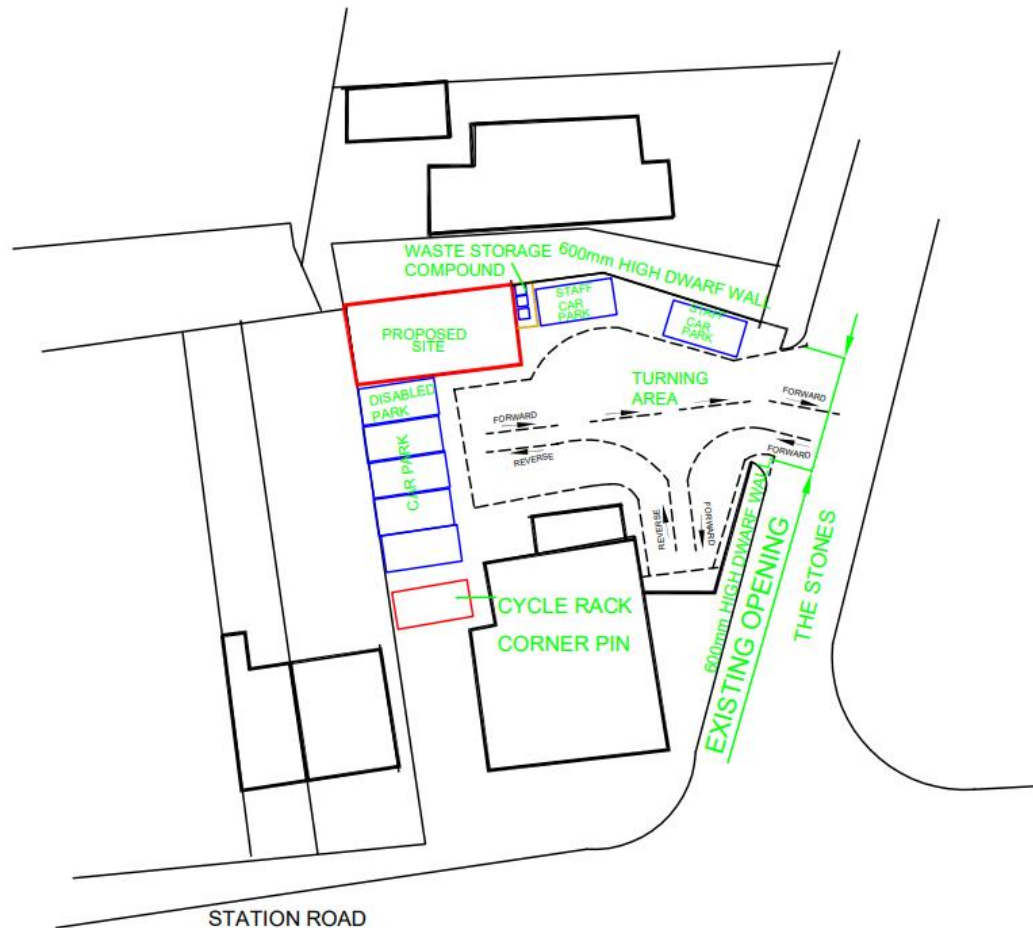 WASTE STORAGE
COMPOUND
600mm HIGH DWARF WALL
STAFF
CAR
PARK
STAFF
CAR
PARK
PROPOSED
SITE
TURNING
AREA
DISABLED
PARK
CAR PARK
FORWARD
REVERSE
FORWARD
FORWARD
REVERSE
FORWARD
600mm HIGH DWARF WALL
EXISTING OPENING
THE STONES
CYCLE RACK
CORNER PIN
STATION ROAD